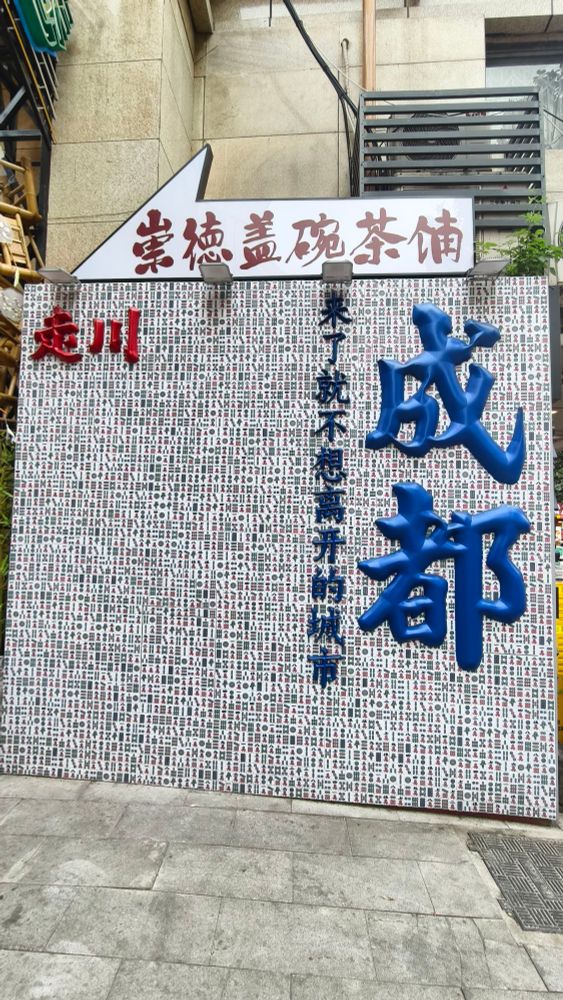 崇德盖碗茶铺
走川
成都
来了就不想离开的城市